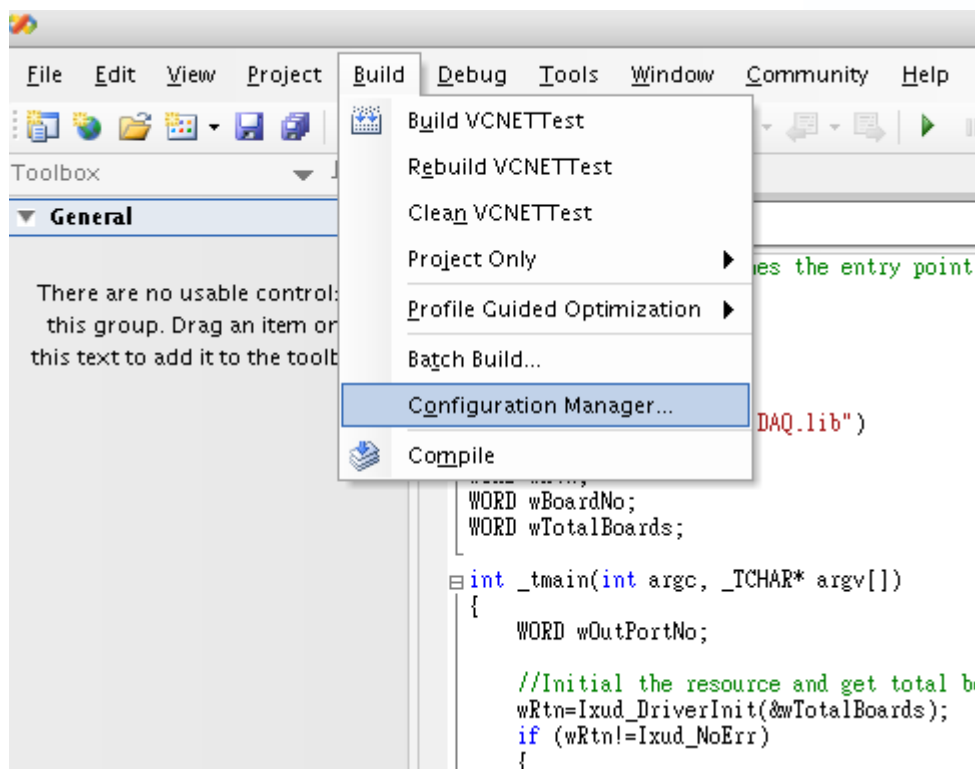 File Edit View Project Build Debug Tools Window Community Help
Build VCNETTest
Toolbox
Rebuild VCNETTest
General
Clean VCNETTest
Project Only
es the entry point
There are no usable control
this group. Drag an item or
this text to add it to the toolb
Profile Guided Optimization
Batch Build...
Configuration Manager...
DAQ.lib")
Compile
WORD wBoardNo;
WORD wTotalBoards;
int _tmain(int argc, _TCHAR* argv[])
{
WORD wOutPortNo;
//Initial the resource and get total b
wRtn=Ixud_DriverInit(&wTotalBoards);
if (wRtn!=Ixud_NoErr)
{